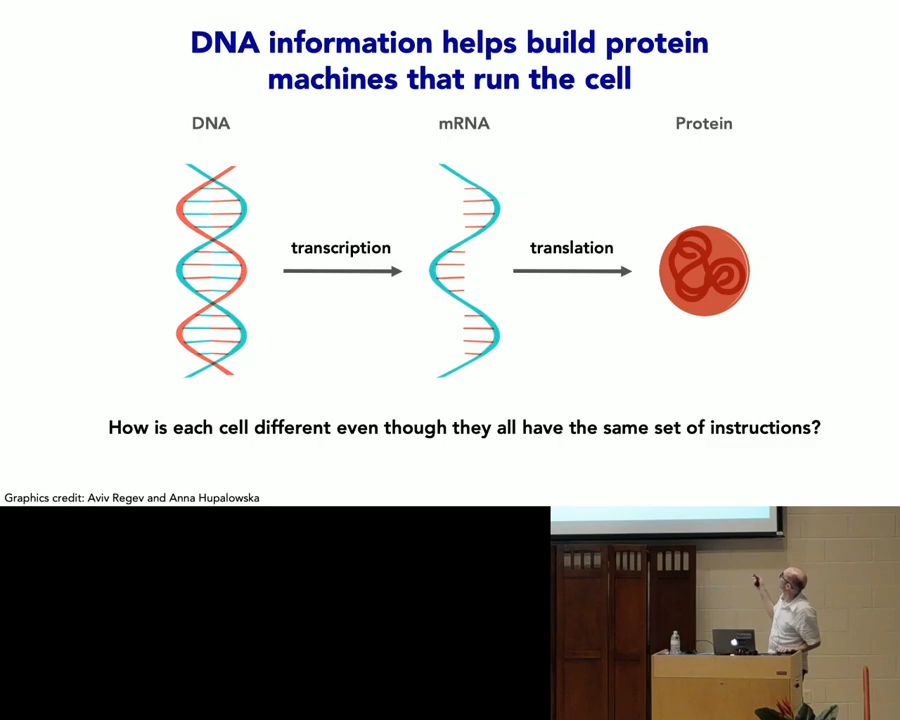 DNA information helps build protein
machines that run the cell
DNA
mRNA
Protein
transcription
translation
How is each cell different even though they all have the same set of instructions?
Graphics credit: Aviv Regev and Anna Hupalowska